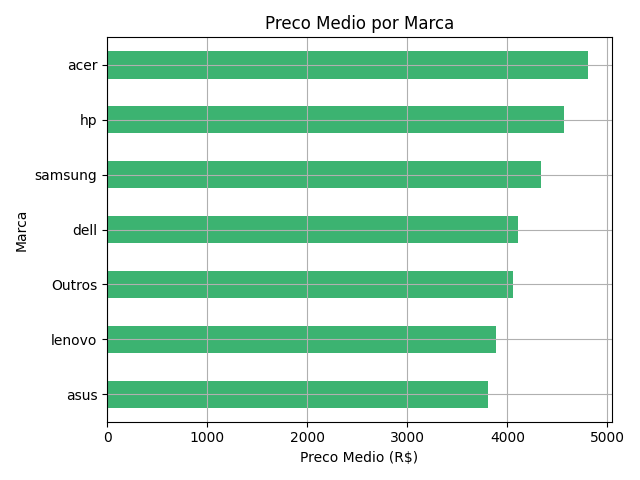 Preco Medio por Marca
acer
hp
samsung
dell
Outros
lenovo
asus
Marca
0 1000 2000 3000 4000 5000
Preco Medio (R$)